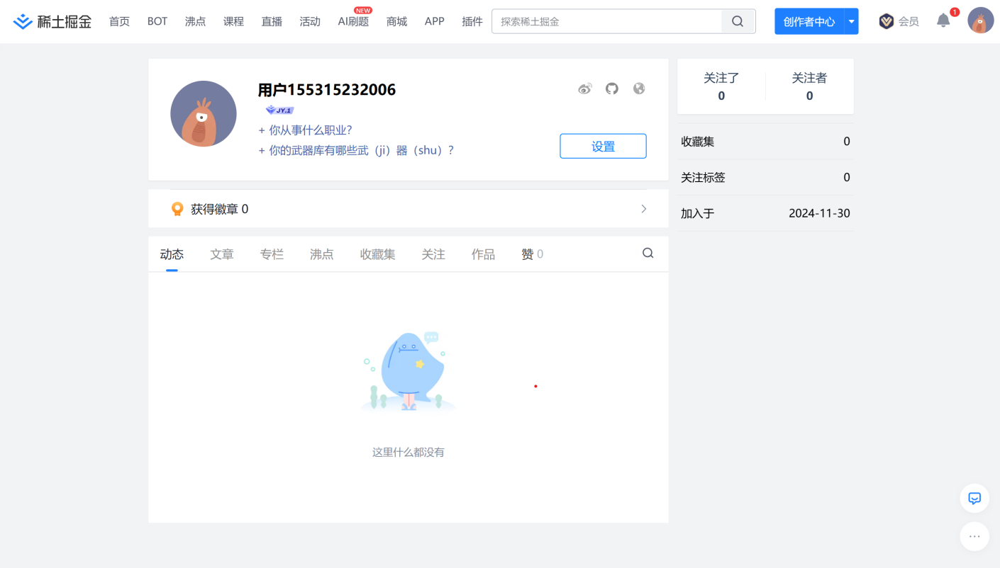 稀土掘金
首页 BOT 沸点 课程 直播 活动 AI刷题 NEW 商城 APP 插件
探索稀土掘金
创作者中心
会员
1
用户155315232006
JY.1
+ 你从事什么职业?
+ 你的武器库有哪些武（ji）器（shu）?
设置
关注了
0
关注者
0
收藏集 0
关注标签 0
加入于 2024-11-30
获得徽章 0
动态 文章 专栏 沸点 收藏集 关注 作品 赞 0
这里什么都没有